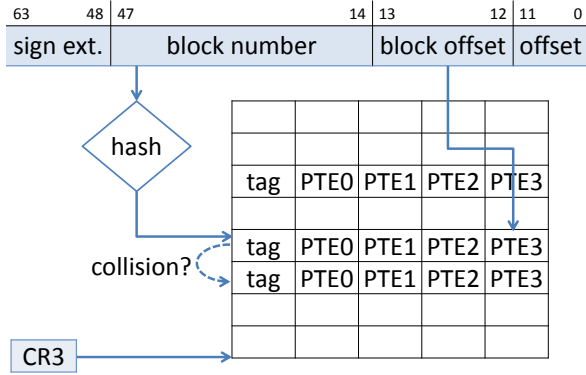 63 48 47 14 13 12 11 0
sign ext. block number block offset offset
hash
tag PTE0 PTE1 PTE2 PTE3
tag PTE0 PTE1 PTE2 PTE3
collision?
tag PTE0 PTE1 PTE2 PTE3
CR3